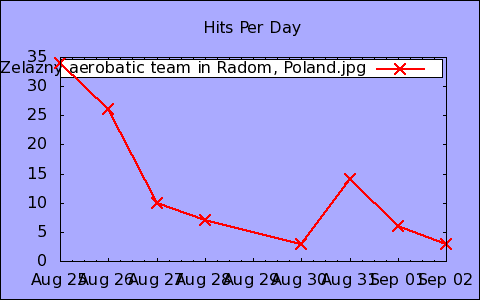 Hits Per Day
Zelazny aerobatic team in Radom, Poland.jpg
35
30
25
20
15
10
5
0
Aug 25 Aug 26 Aug 27 Aug 28 Aug 29 Aug 30 Aug 31 Sep 01 Sep 02